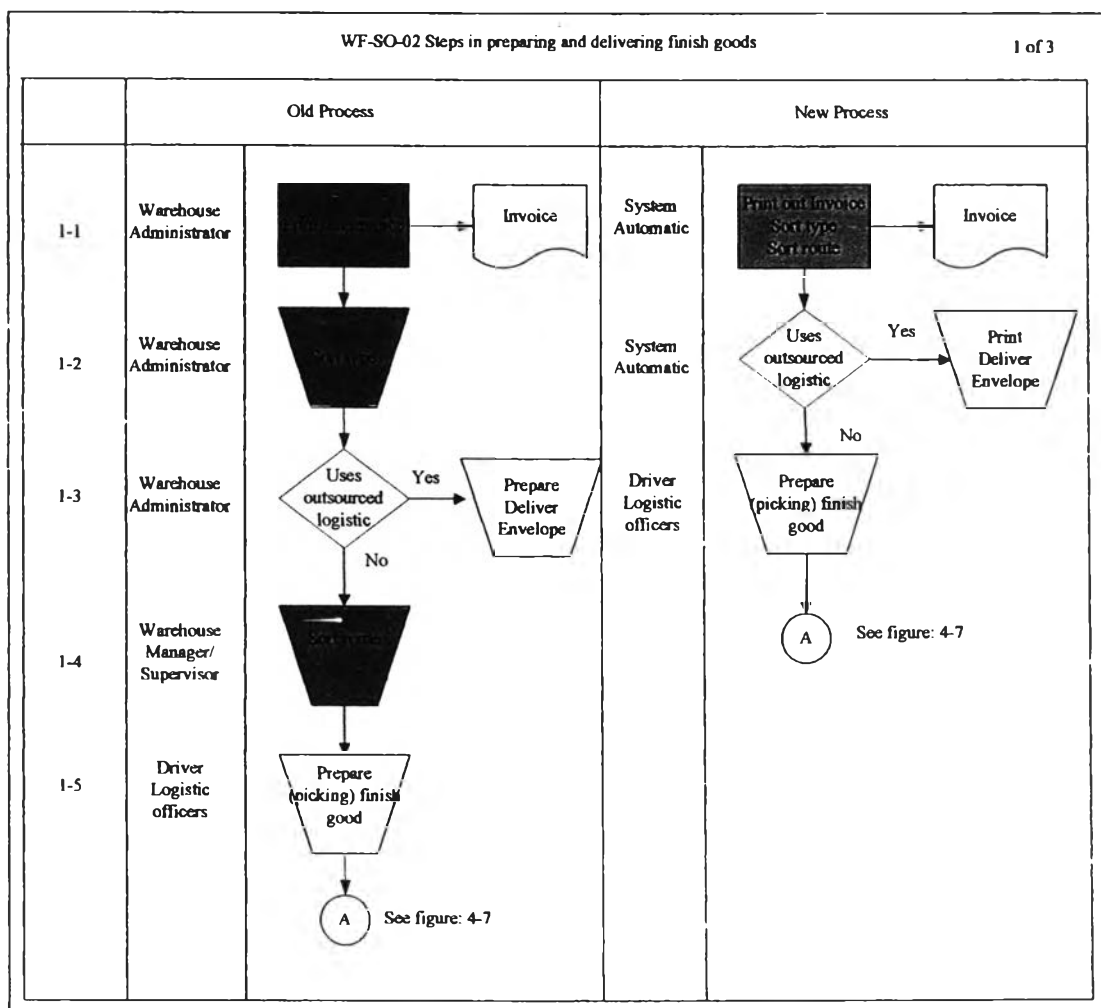 WF-SO-02 Steps in preparing and delivering finish goods
1 of 3
Old Process
New Process
1-1
Warehouse
Administrator
Invoice
System
Automatic
Print out Invoice
Sort type
Sort route
Invoice
1-2
Warehouse
Administrator
System
Automatic
Uses
outsourced
logistic
Yes
Print
Deliver
Envelope
No
1-3
Warehouse
Administrator
Uses
outsourced
logistic
Yes
Prepare
Deliver
Envelope
No
Driver
Logistic
officers
Prepare
(picking) finish
good
A
See figure: 4-7
1-4
Warehouse
Manager/
Supervisor
1-5
Driver
Logistic
officers
Prepare
(picking) finish
good
A
See figure: 4-7